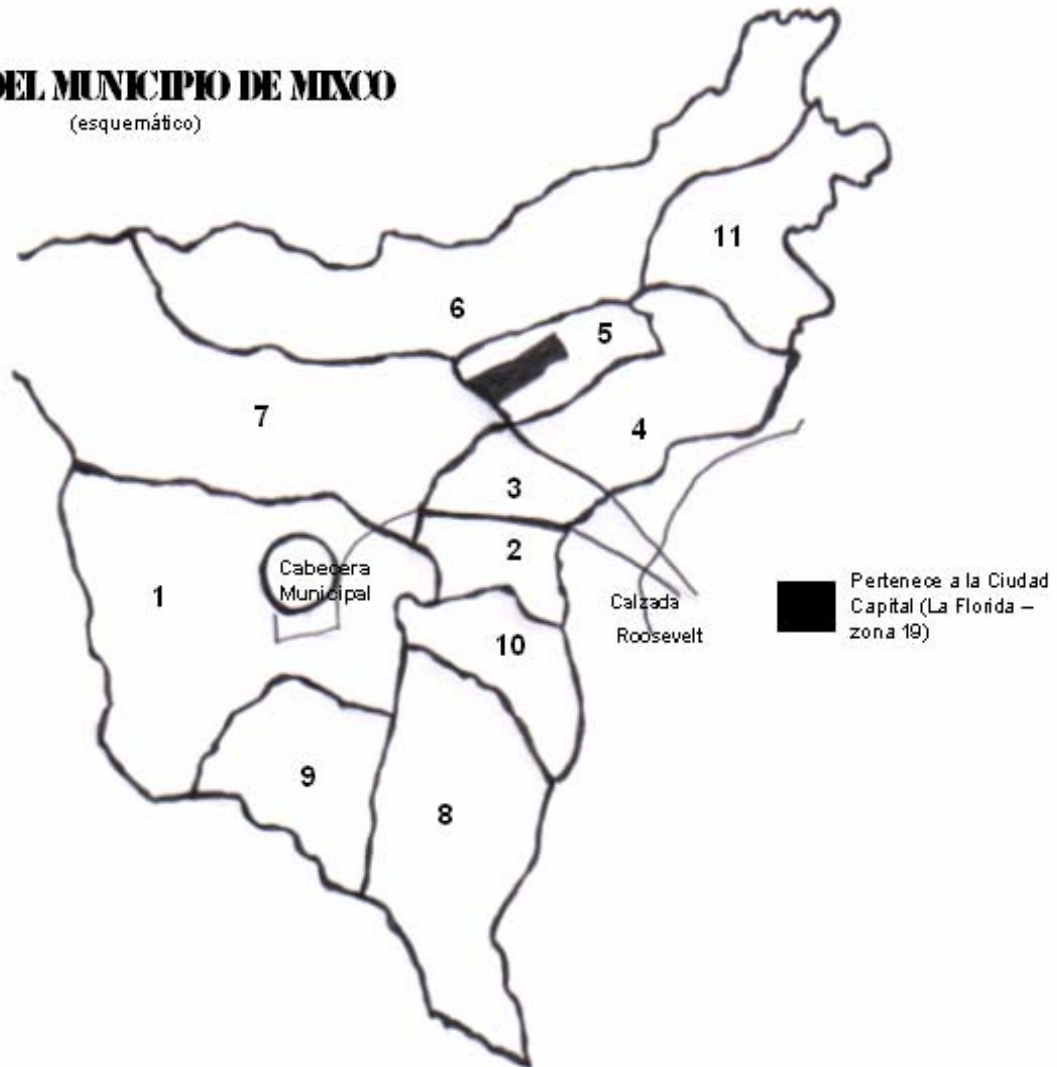 DEL MUNICIPIO DE MIXCO
(esquemático)
11
6
5
7
4
3
2
Cabecera
Municipal
1
Calzada
Roosevelt
10
9
8
Pertenece a la Ciudad
Capital (La Florida –
zona 19)